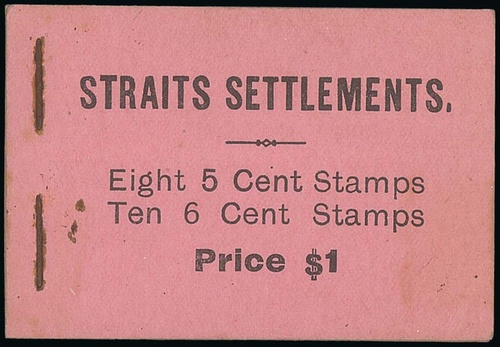 STRAITS SETTLEMENTS.
Eight 5 Cent Stamps
Ten 6 Cent Stamps
Price $1